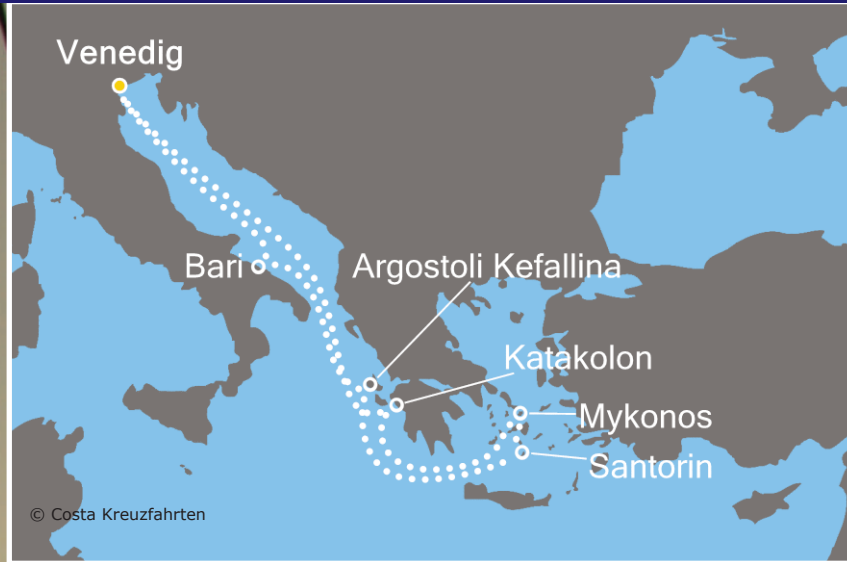 Venedig
Bari
Argostoli Kefallina
Katakolon
Mykonos
Santorin
© Costa Kreuzfahrten